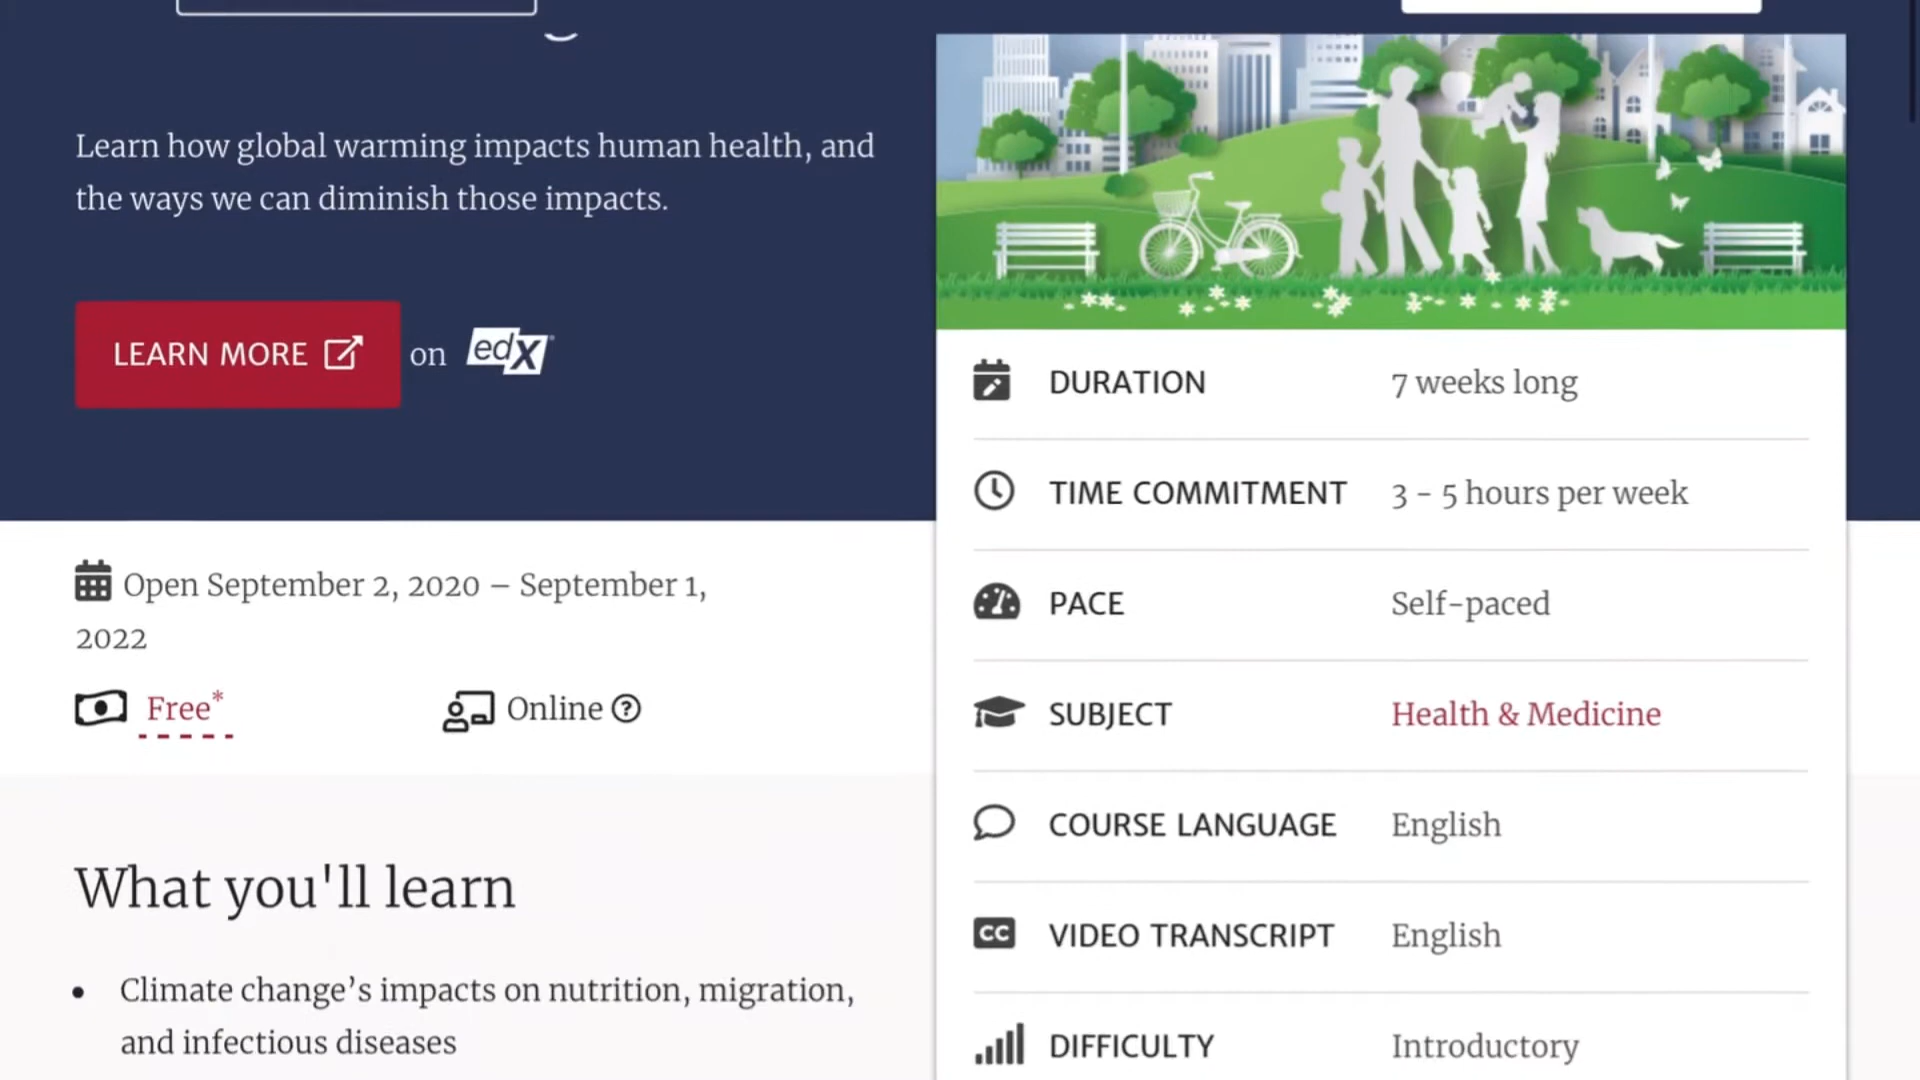 Learn how global warming impacts human health, and
the ways we can diminish those impacts.
LEARN MORE on edX
Open September 2, 2020 – September 1,
2022
Free* Online ?
What you'll learn
• Climate change’s impacts on nutrition, migration,
and infectious diseases
DURATION 7 weeks long
TIME COMMITMENT 3 - 5 hours per week
PACE Self-paced
SUBJECT Health & Medicine
COURSE LANGUAGE English
CC VIDEO TRANSCRIPT English
DIFFICULTY Introductory